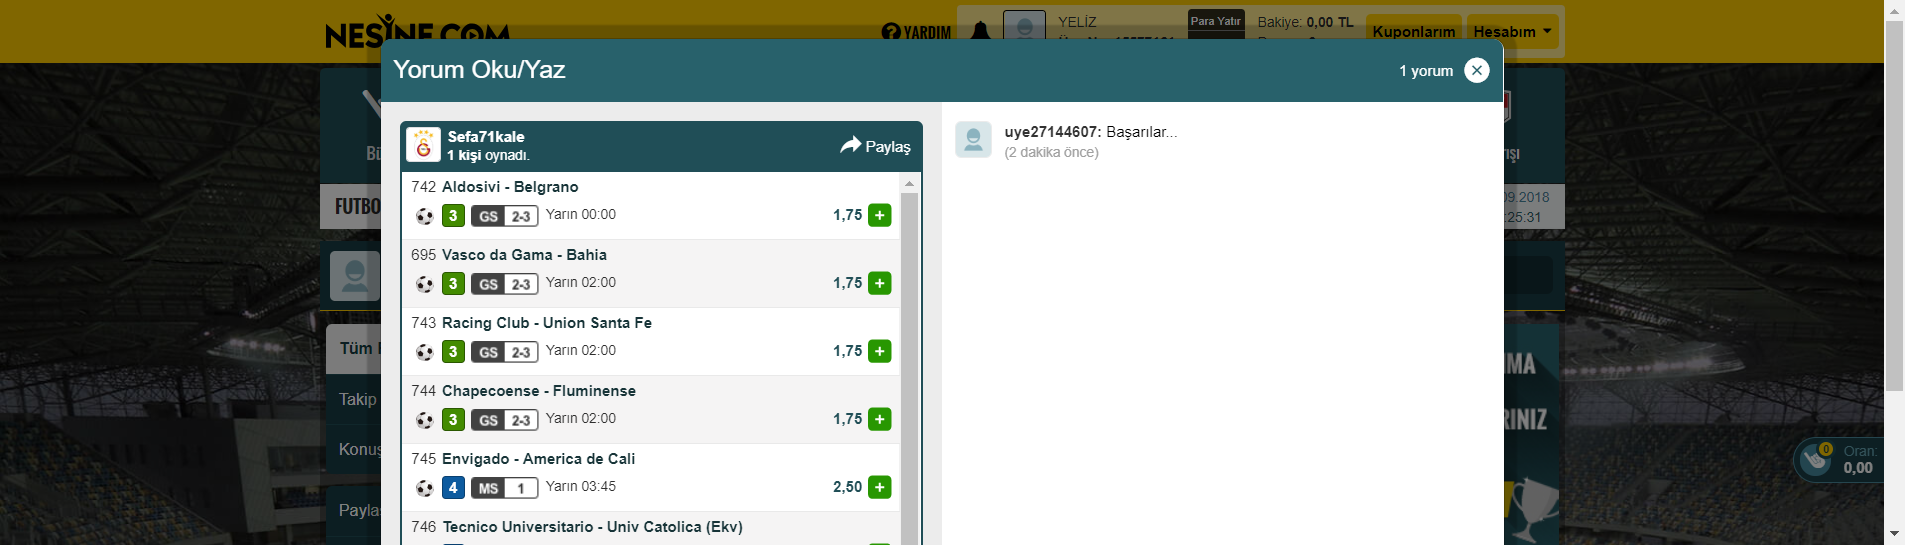 NESİNE.COM
YARDIM
YELİZ
Para Yatır
Bakiye: 0,00 TL
Kuponlarım
Hesabım
Yorum Oku/Yaz
1 yorum
Sefa71kale
1 kişi oynadı.
Paylaş
uye27144607: Başarılar...
(2 dakika önce)
742 Aldosivi - Belgrano
3 GS 2-3 Yarın 00:00 1,75 +
695 Vasco da Gama - Bahia
3 GS 2-3 Yarın 02:00 1,75 +
743 Racing Club - Union Santa Fe
3 GS 2-3 Yarın 02:00 1,75 +
744 Chapecoense - Fluminense
3 GS 2-3 Yarın 02:00 1,75 +
745 Envigado - America de Cali
4 MS 1 Yarın 03:45 2,50 +
746 Tecnico Universitario - Univ Catolica (Ekv)
FUTBO
09.2018
:25:31
Tüm
Takip
Konuş
Paylaş
IMA
RINIZ
0
Oran:
0,00